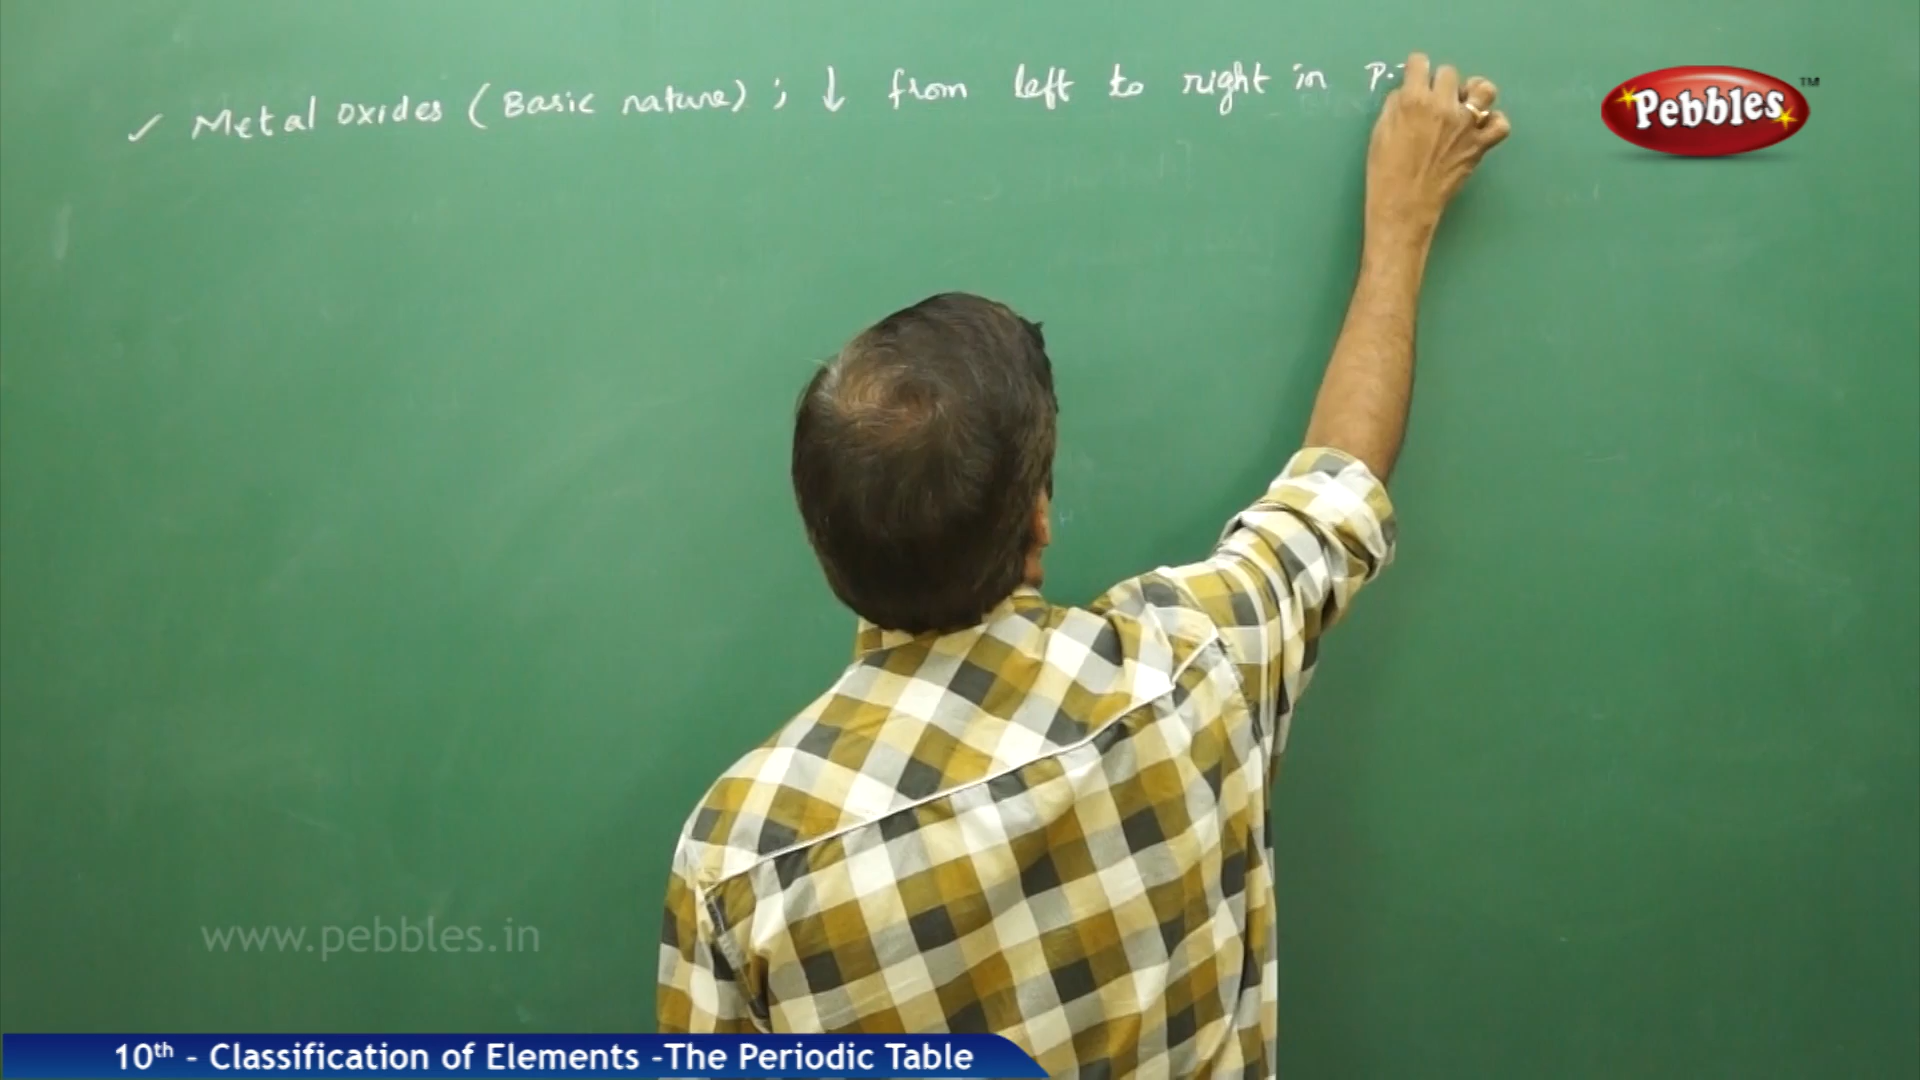 ✓ Metal oxides (Basic nature) ; ↓ from left to right in P.T
Pebbles™
www.pebbles.in
10th - Classification of Elements -The Periodic Table